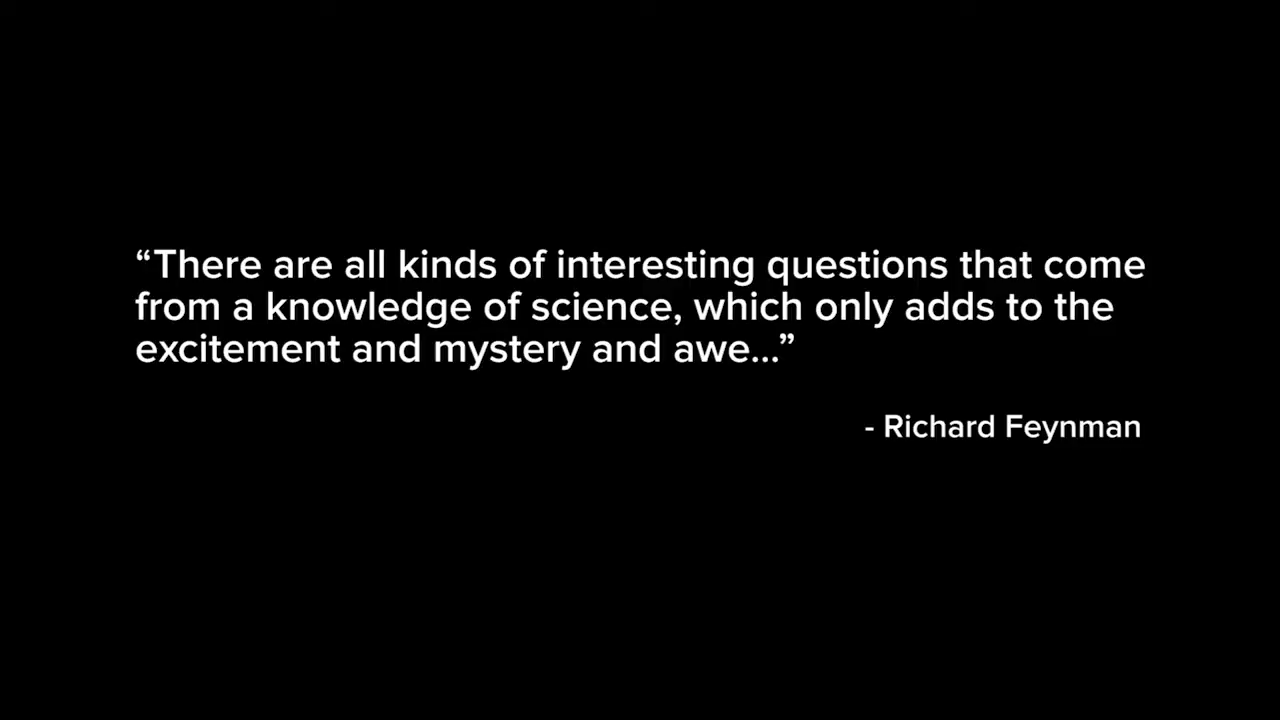 “There are all kinds of interesting questions that come
from a knowledge of science, which only adds to the
excitement and mystery and awe...”
- Richard Feynman